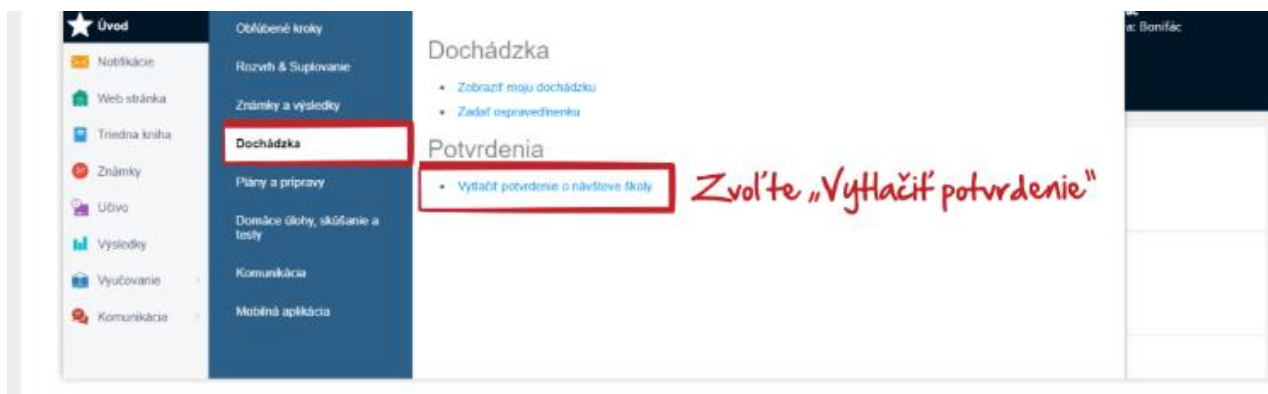 Úvod
Notifikácie
Web stránka
Triedna kniha
Známky
Učivo
Výsledky
Vyučovanie
Komunikácia
Obľúbené kroky
Rozvrh & Suplovanie
Známky a výsledky
Dochádzka
Plány a prípravy
Domáce úlohy, skúšanie a
testy
Komunikácia
Mobilná aplikácia
Dochádzka
Zobraziť moju dochádzku
Zadať ospravedlnenku
Potvrdenia
Vytlačiť potvrdenie o návšteve školy
Zvoľte „Vytlačiť potvrdenie“
a: Bonifác